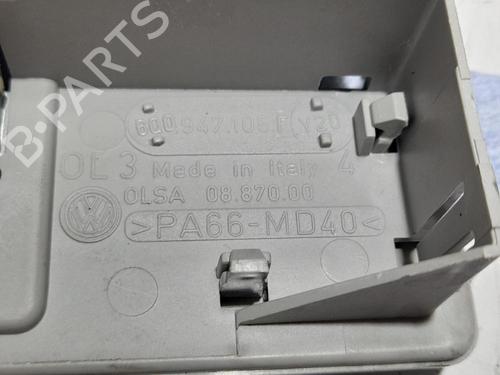 6Q0.947.105.F Y20
OL 3 Made in Italy 4
OLSA 08.870.00
>PA66-MD40<
B-PARTS